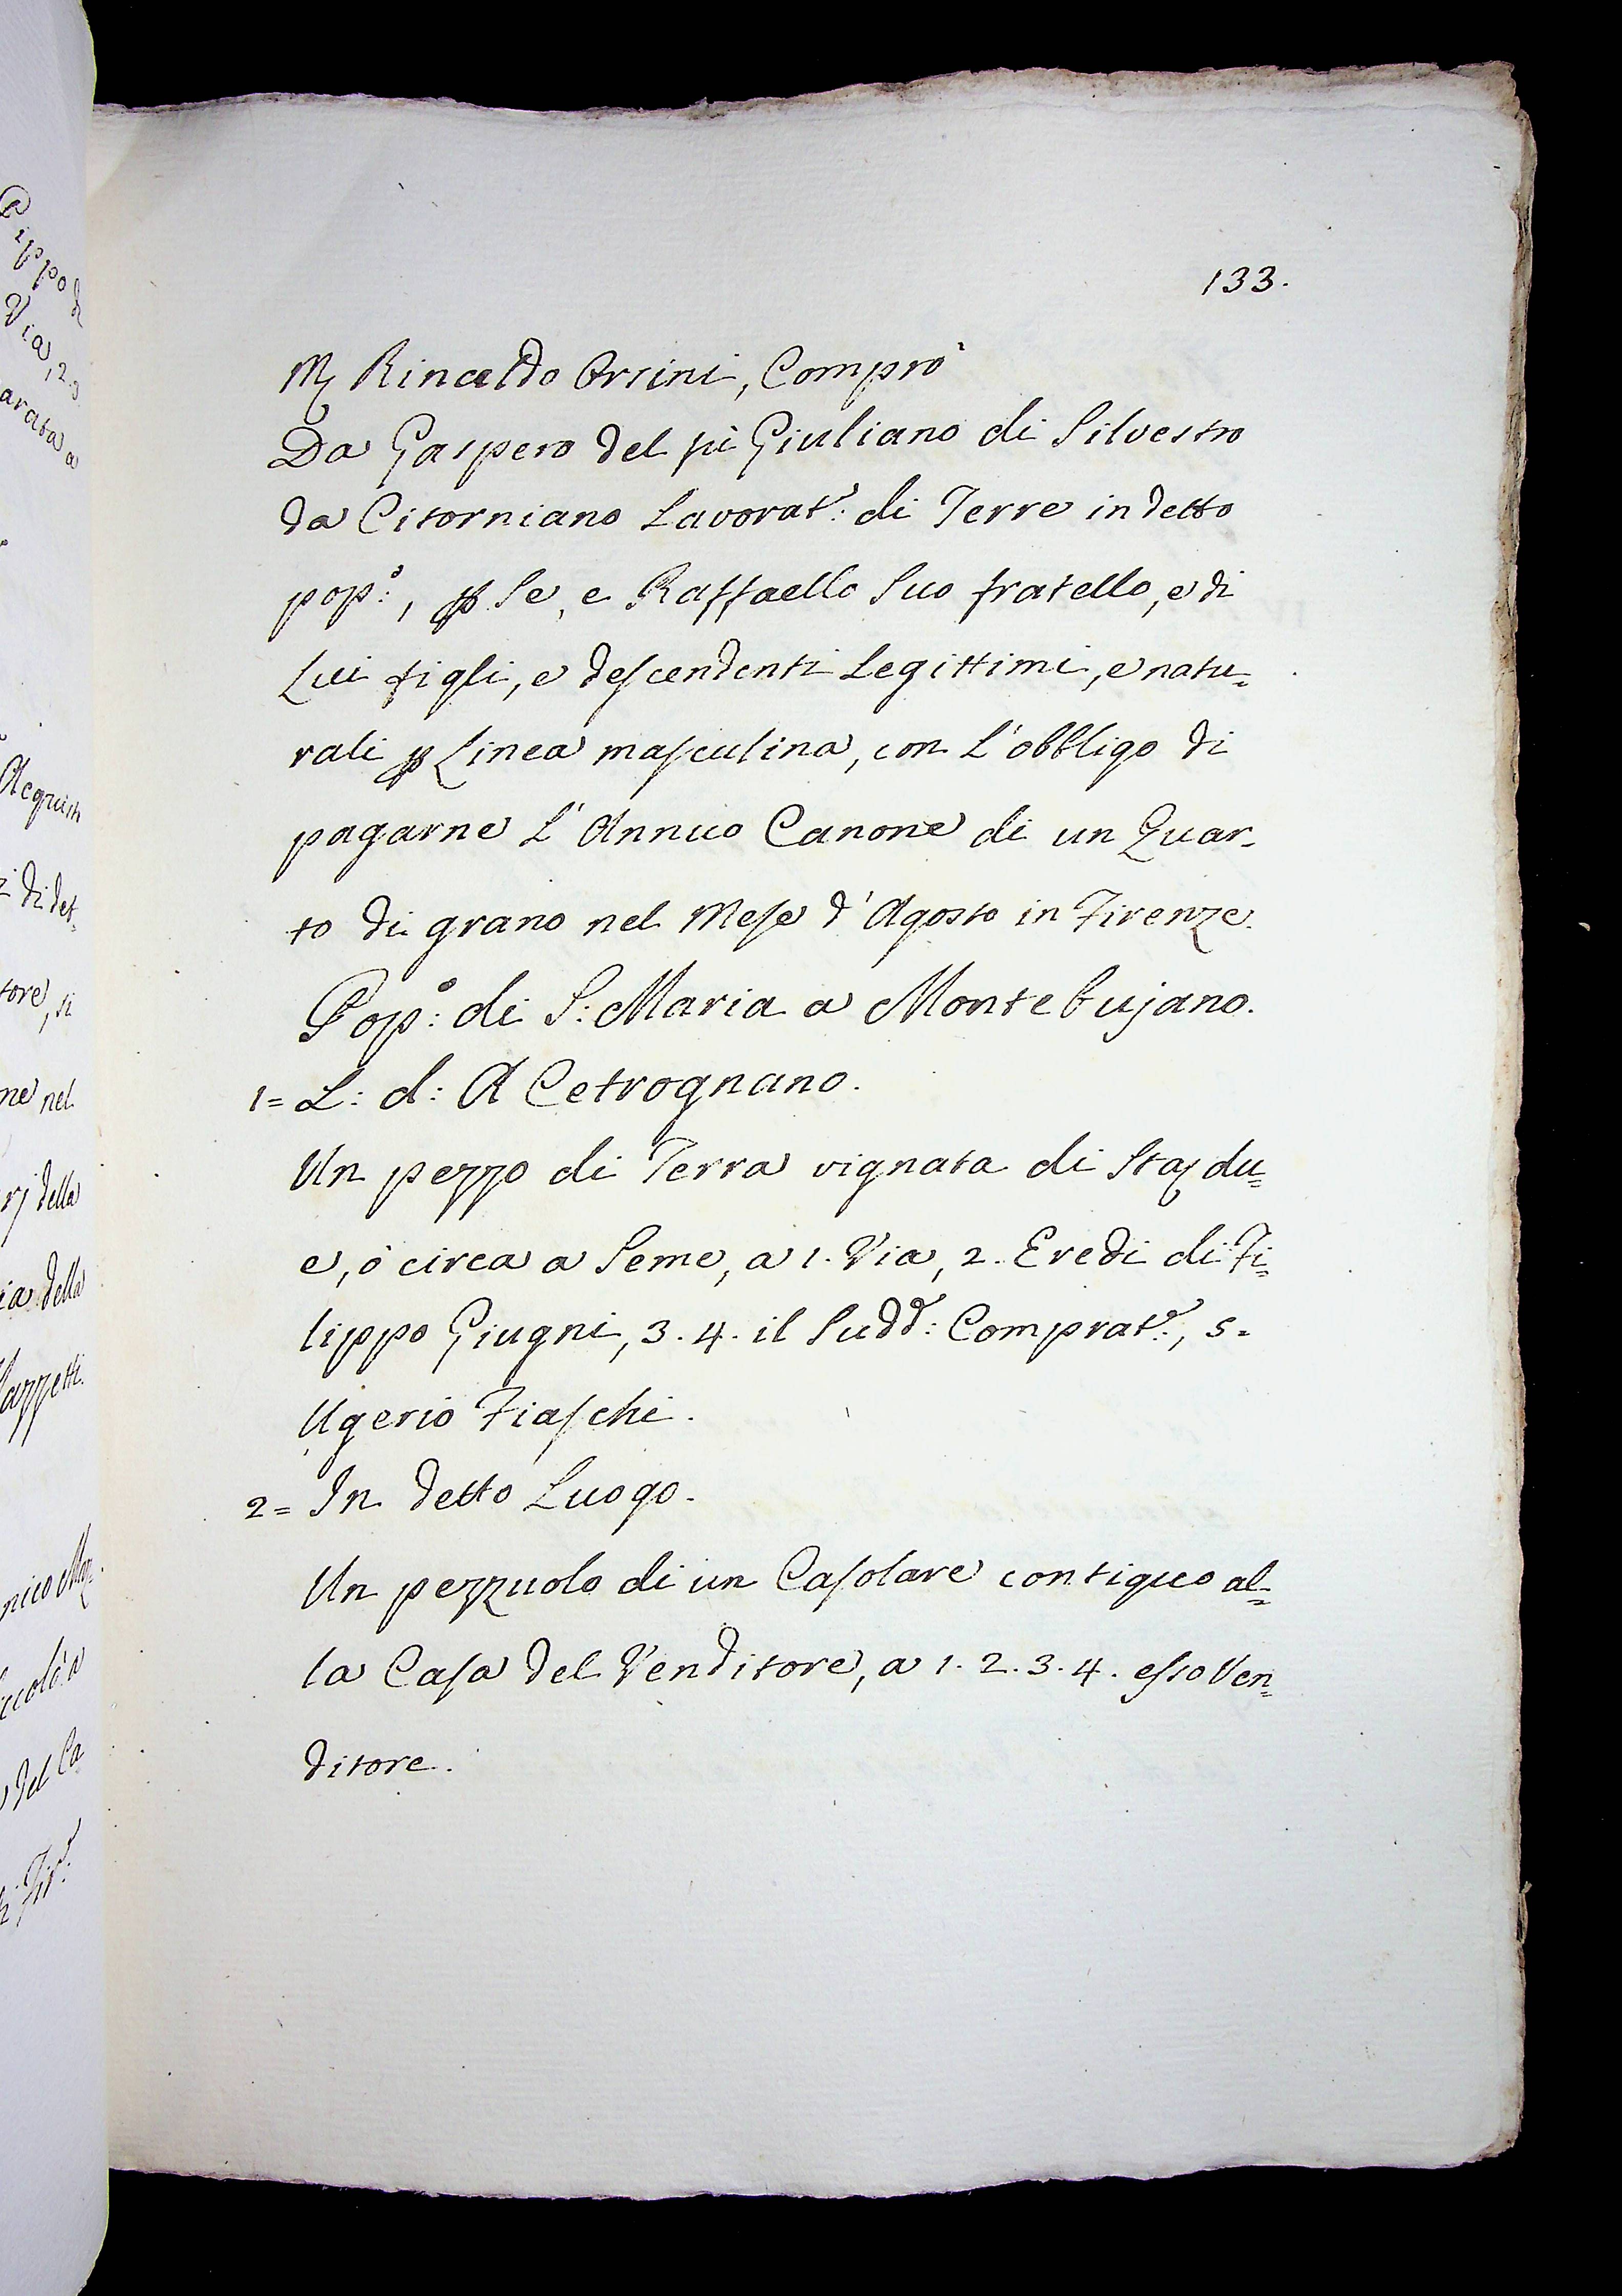 133.
M Rinaldo Orsini, Comprò
Da Gaspero del fù Giuliano di Silvestro
da Citorniano Lavorat.e: di Terre in detto
pop:o, p Se, e Raffaello Suo fratello, e di
Lui figli, e descendenti Legittimi, e natu=
rali p Linea masculina, con L'obbligo di
pagarne L'Annuo Canone di un Quar=
to di grano nel Mese d'Agosto in Firenze.
Pop:o di S: Maria a Montebujano.
1= L: d: A Cetrognano.
Un pezzo di Terra vignata di Staj du=
e, ò circa a Seme, a 1. Via, 2. Eredi di Fi=
lippo Giugni, 3. 4. il Sudd:o Comprat:e, 5.
Ugerio Fiaschi.
2= In detto Luogo.
Un pezzuolo di un Casolare contiguo al=
la Casa del Venditore, a 1. 2. 3. 4. esso Ven=
ditore.